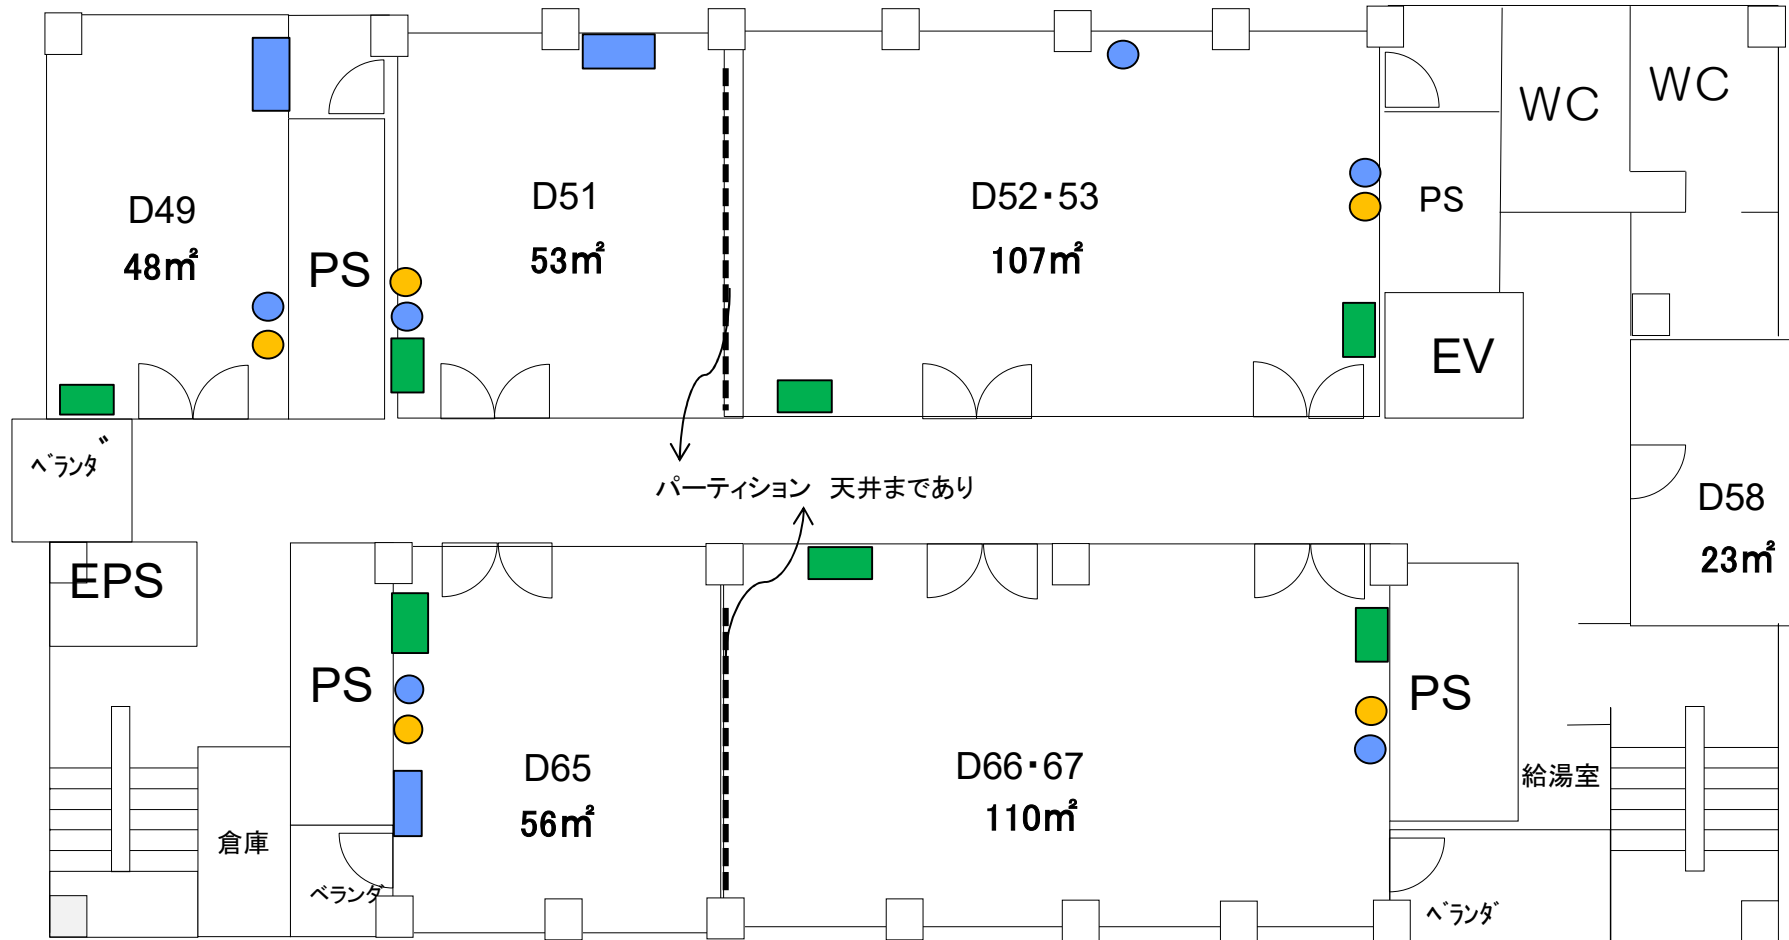 WC
WC
D49
48㎡
PS
D51
53㎡
D52・53
107㎡
PS
EV
ベランダ
パーティション 天井まであり
D58
23㎡
EPS
PS
D65
56㎡
D66・67
110㎡
PS
給湯室
倉庫
ベランダ
ベランダ